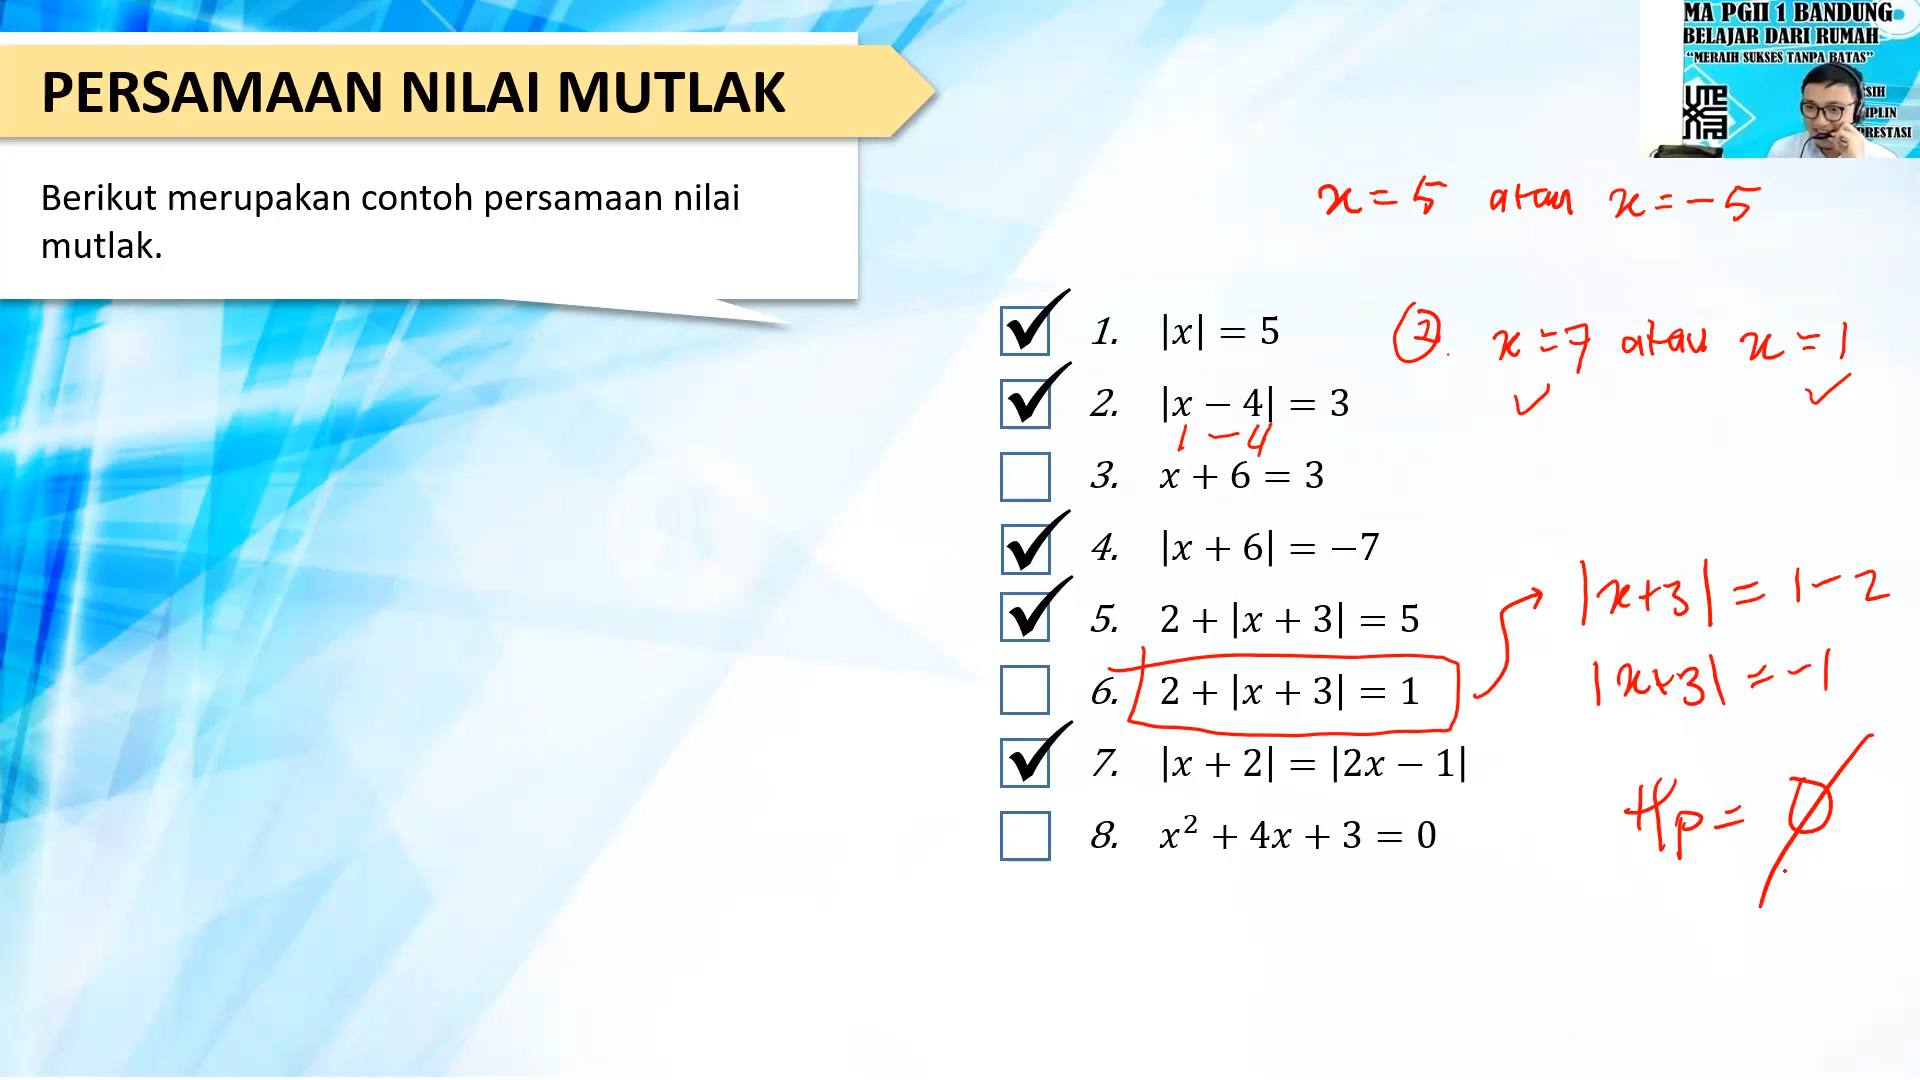 PERSAMAAN NILAI MUTLAK
Berikut merupakan contoh persamaan nilai
mutlak.
MA PGII 1 BANDUNG
BELAJAR DARI RUMAH
"MERAIH SUKSES TANPA BATAS"
SIH
IPLIN
RESTASI
x = 5 atau x = -5
1. |x| = 5
② . x = 7 atau x = 1
2. |x − 4| = 3
1 - 4
3. x + 6 = 3
4. |x + 6| = −7
|x+3| = 1 - 2
5. 2 + |x + 3| = 5
6. 2 + |x + 3| = 1
|x+3| = -1
7. |x + 2| = |2x − 1|
Hp = ∅
8. x² + 4x + 3 = 0